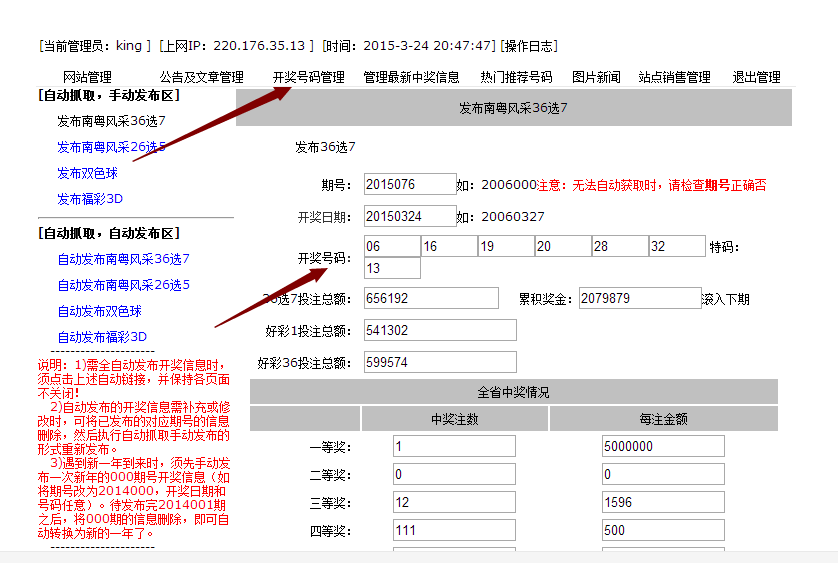 [当前管理员：king ] [上网IP：220.176.35.13 ] [时间：2015-3-24 20:47:47] [操作日志]
网站管理 公告及文章管理 开奖号码管理 管理最新中奖信息 热门推荐号码 图片新闻 站点销售管理 退出管理
[自动抓取，手动发布区]
发布南粤风采36选7
发布南粤风采26选5
发布双色球
发布福彩3D
[自动抓取，自动发布区]
自动发布南粤风采36选7
自动发布南粤风采26选5
自动发布双色球
自动发布福彩3D
--------------------
说明：1)需全自动发布开奖信息时，
须点击上述自动链接，并保持各页面
不关闭！
2)自动发布的开奖信息需补充或修
改时，可将已发布的对应期号的信息
删除，然后执行自动抓取手动发布的
形式重新发布。
3)遇到新一年到来时，须先手动发
布一次新年的000期号开奖信息（如
将期号改为2014000，开奖日期和
号码任意）。待发布完2014001期
之后，将000期的信息删除，即可自
动转换为新的一年了。
--------------------
发布南粤风采36选7
发布36选7
期号： 2015076 如：2006000注意：无法自动获取时，请检查期号正确否
开奖日期： 20150324 如：20060327
开奖号码： 06 16 19 20 28 32 特码：
13
36选7投注总额： 656192 累积奖金： 2079879 滚入下期
好彩1投注总额： 541302
好彩36投注总额： 599574
全省中奖情况
中奖注数 每注金额
一等奖： 1 5000000
二等奖： 0 0
三等奖： 12 1596
四等奖： 111 500